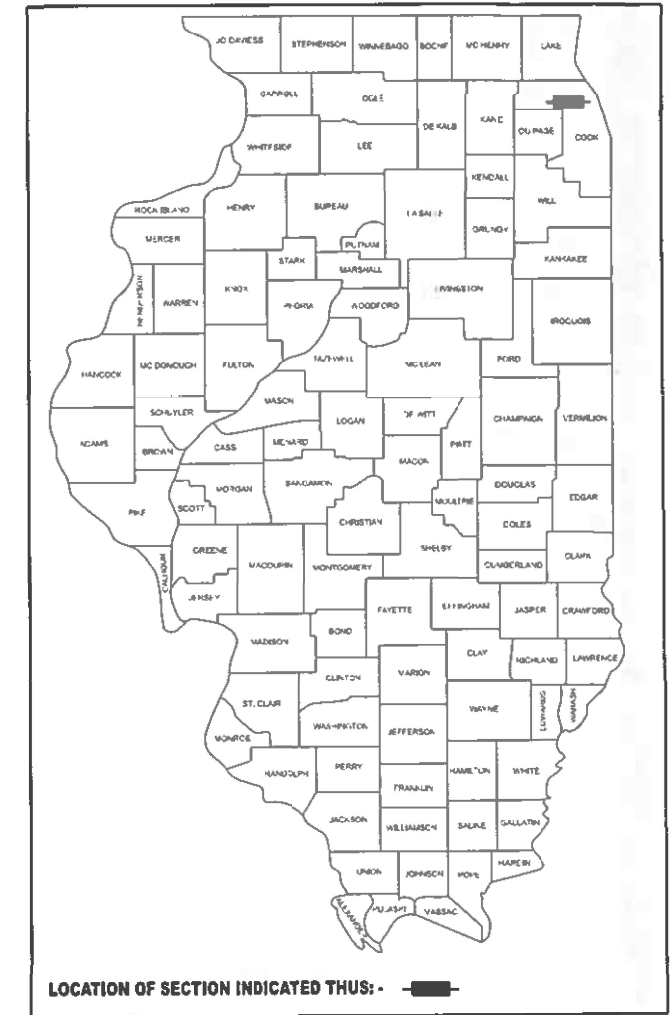 JO DAVIESS STEPHENSON WINNEBAGO BOONE MC HENRY LAKE
CARROLL OGLE
DE KALB KANE DU PAGE COOK
WHITESIDE LEE
KENDALL
ROCK ISLAND HENRY BUREAU LA SALLE WILL
MERCER PUTNAM GRUNDY
STARK MARSHALL KANKAKEE
HENDERSON WARREN KNOX PEORIA WOODFORD LIVINGSTON IROQUOIS
HANCOCK MC DONOUGH FULTON TAZEWELL MC LEAN FORD
SCHUYLER MASON LOGAN DE WITT CHAMPAIGN VERMILION
ADAMS BROWN CASS MENARD PIATT
MACON
MORGAN SANGAMON DOUGLAS EDGAR
PIKE SCOTT MOULTRIE
CHRISTIAN COLES
GREENE MACOUPIN MONTGOMERY SHELBY CUMBERLAND CLARK
CALHOUN JERSEY
FAYETTE EFFINGHAM JASPER CRAWFORD
MADISON BOND
CLAY RICHLAND LAWRENCE
CLINTON MARION
ST. CLAIR WAYNE EDWARDS WABASH
WASHINGTON JEFFERSON
MONROE
RANDOLPH PERRY HAMILTON WHITE
FRANKLIN
JACKSON WILLIAMSON SALINE GALLATIN
UNION JOHNSON POPE HARDIN
ALEXANDER PULASKI MASSAC
LOCATION OF SECTION INDICATED THUS: -